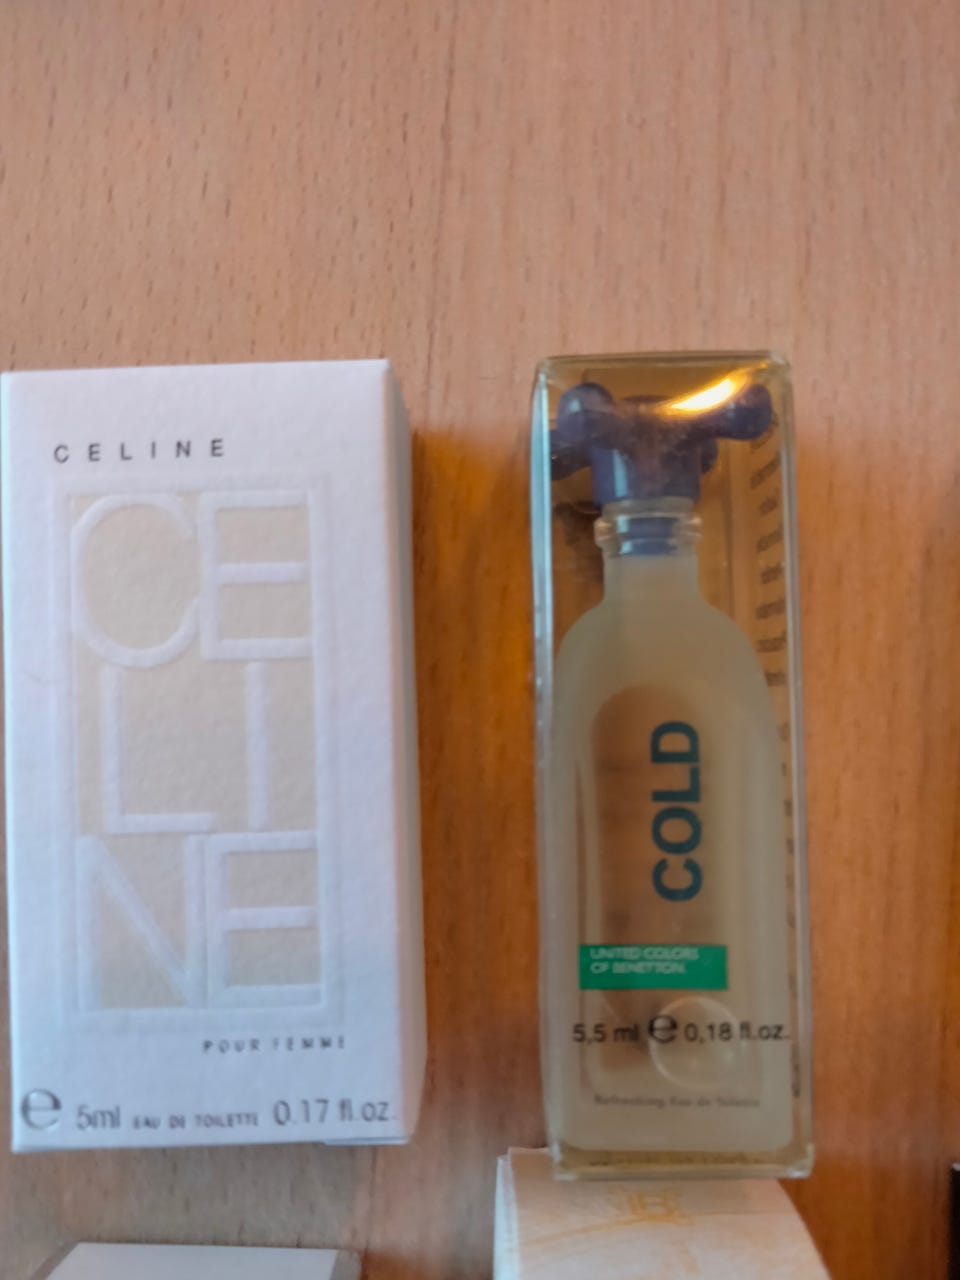 CELINE
CE
LI
NE
POUR FEMME
e 5ml EAU DE TOILETTE 0.17 fl.oz.
COLD
UNITED COLORS
OF BENETTON.
5,5 ml e 0,18 fl.oz.
Refreshing Eau de Toilette